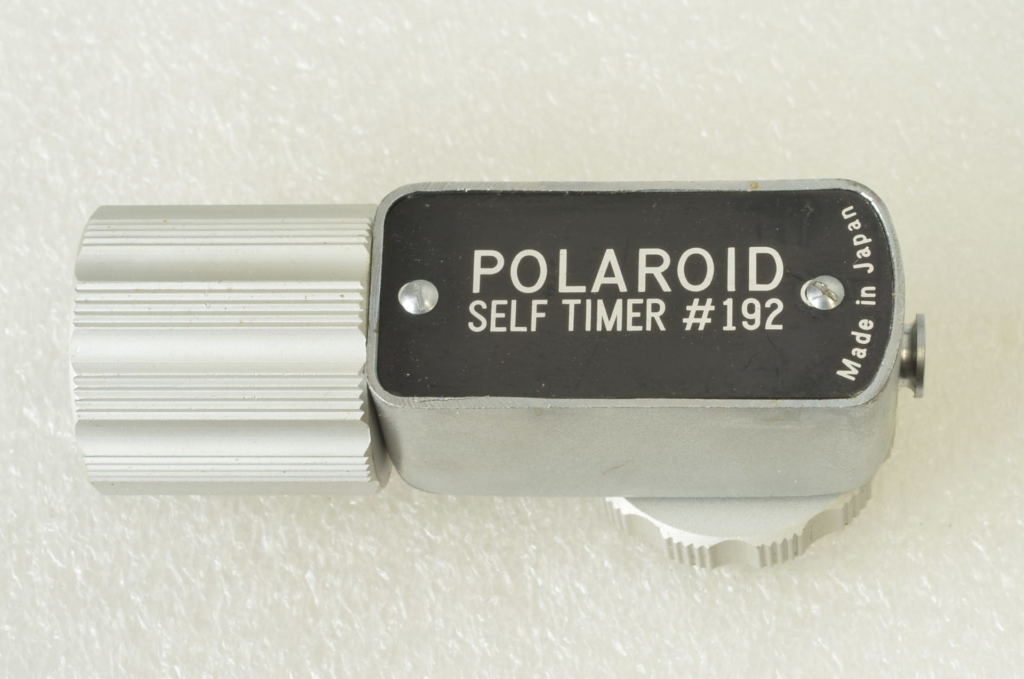 POLAROID
SELF TIMER #192
Made in Japan